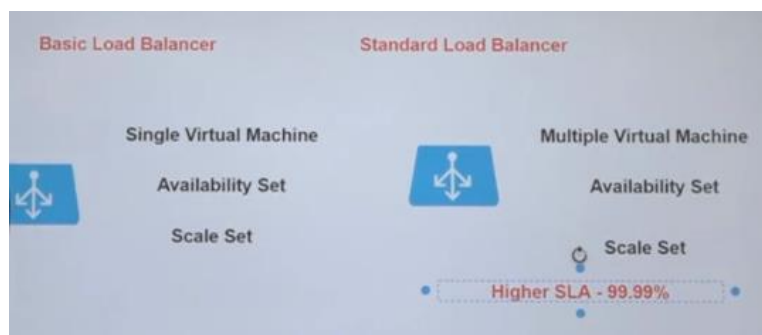 Basic Load Balancer
Standard Load Balancer
Single Virtual Machine
Availability Set
Scale Set
Multiple Virtual Machine
Availability Set
Scale Set
Higher SLA - 99.99%